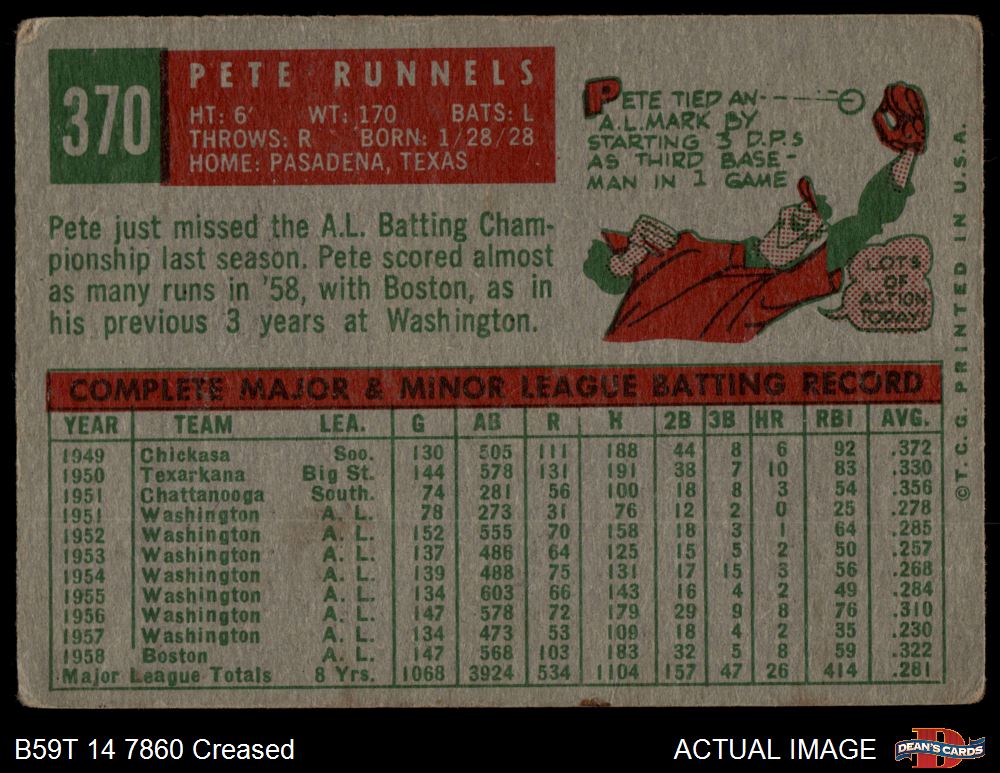 370
PETE RUNNELS
HT: 6' WT: 170 BATS: L
THROWS: R BORN: 1/28/28
HOME: PASADENA, TEXAS
Pete just missed the A.L. Batting Cham-
pionship last season. Pete scored almost
as many runs in '58, with Boston, as in
his previous 3 years at Washington.
PETE TIED AN
A.L. MARK BY
STARTING 3 D.P.S
AS THIRD BASE-
MAN IN 1 GAME
LOTS
OF
ACTION
TODAY!
COMPLETE MAJOR & MINOR LEAGUE BATTING RECORD
YEAR TEAM LEA. G AB R H 2B 3B HR RBI AVG.
1949 Chickasa Soo. 130 505 111 188 44 8 6 92 .372
1950 Texarkana Big St. 144 578 131 191 38 7 10 83 .330
1951 Chattanooga South. 74 281 56 100 18 8 3 54 .356
1951 Washington A. L. 78 273 31 76 12 2 0 25 .278
1952 Washington A. L. 152 555 70 158 18 3 1 64 .285
1953 Washington A. L. 137 486 64 125 15 5 2 50 .257
1954 Washington A. L. 139 488 75 131 17 15 3 56 .268
1955 Washington A. L. 134 603 66 143 16 4 2 49 .284
1956 Washington A. L. 147 578 72 179 29 9 8 76 .310
1957 Washington A. L. 134 473 53 109 18 4 2 35 .230
1958 Boston A. L. 147 568 103 183 32 5 8 59 .322
Major League Totals 8 Yrs. 1068 3924 534 1104 157 47 26 414 .281
©T.C.G. PRINTED IN U.S.A.
B59T 14 7860 Creased
ACTUAL IMAGE
DEAN'S CARDS